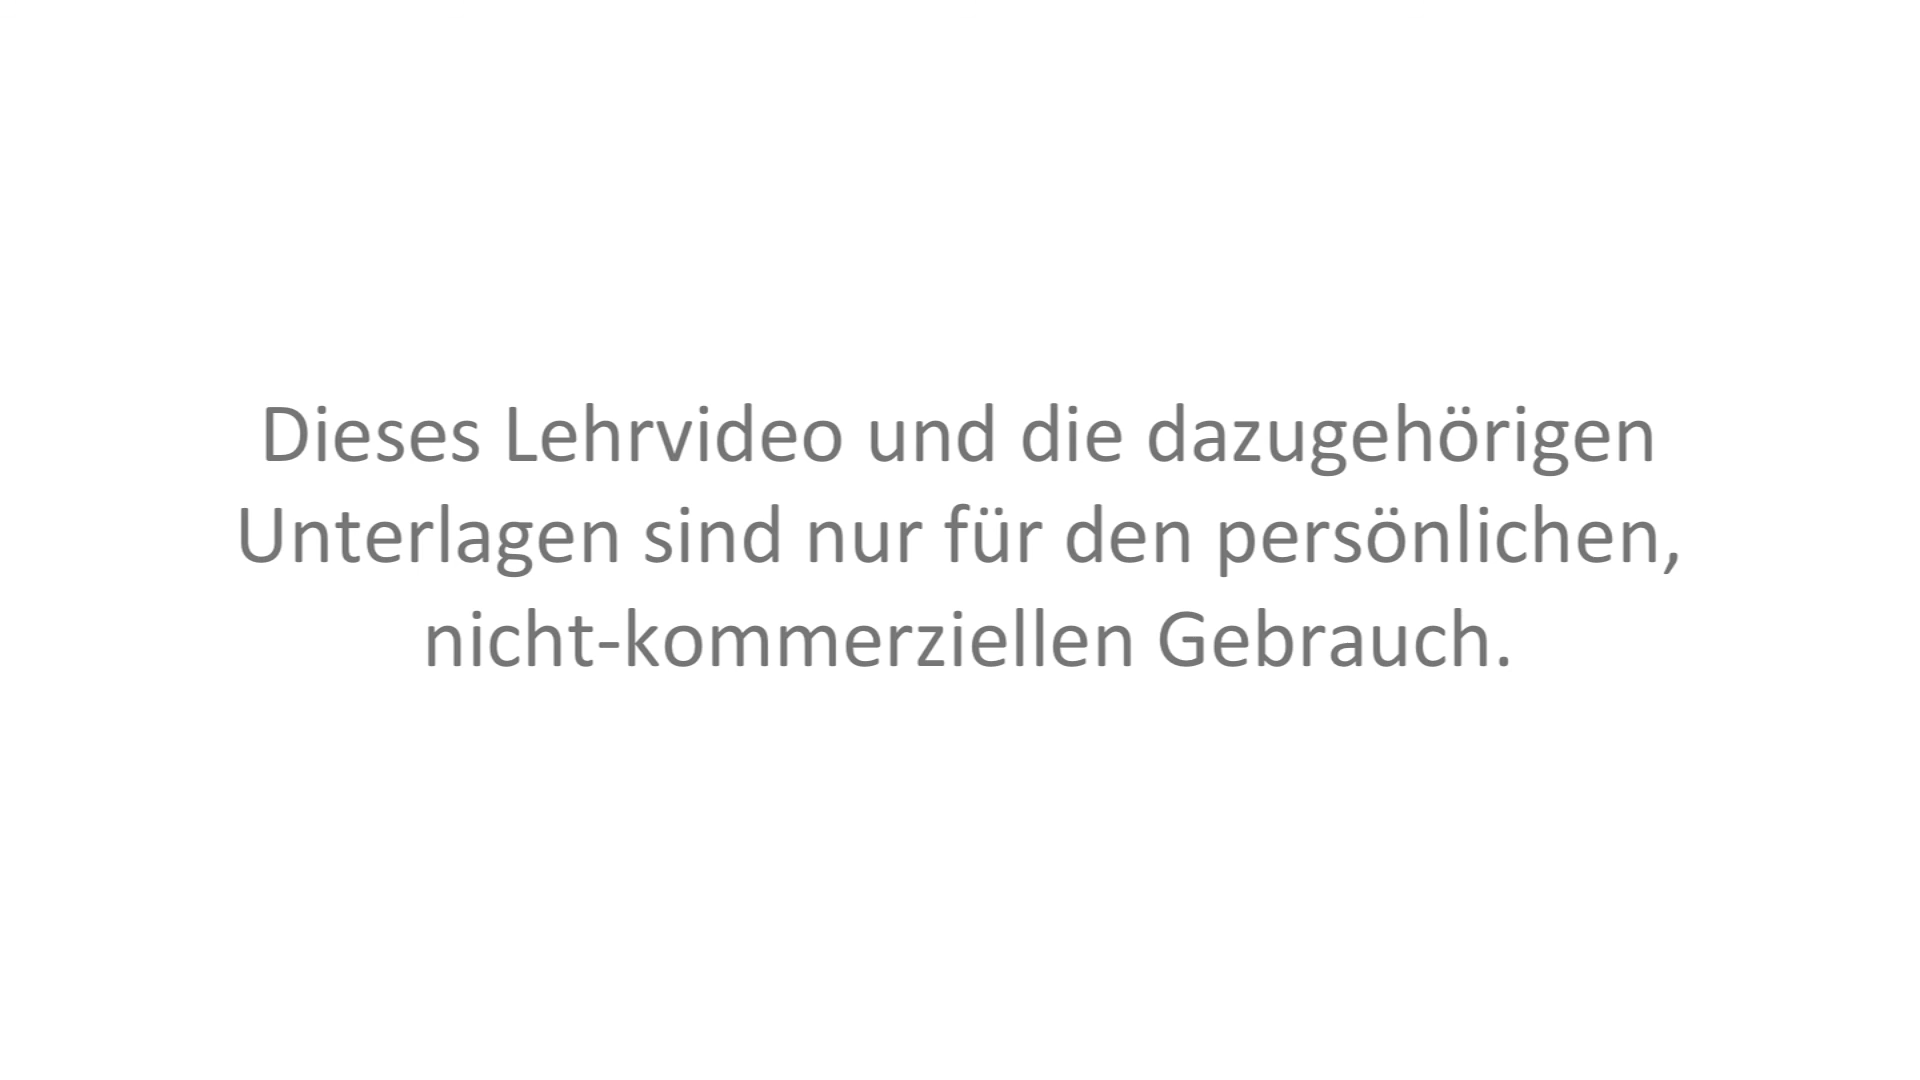 Dieses Lehrvideo und die dazugehörigen
Unterlagen sind nur für den persönlichen,
nicht-kommerziellen Gebrauch.